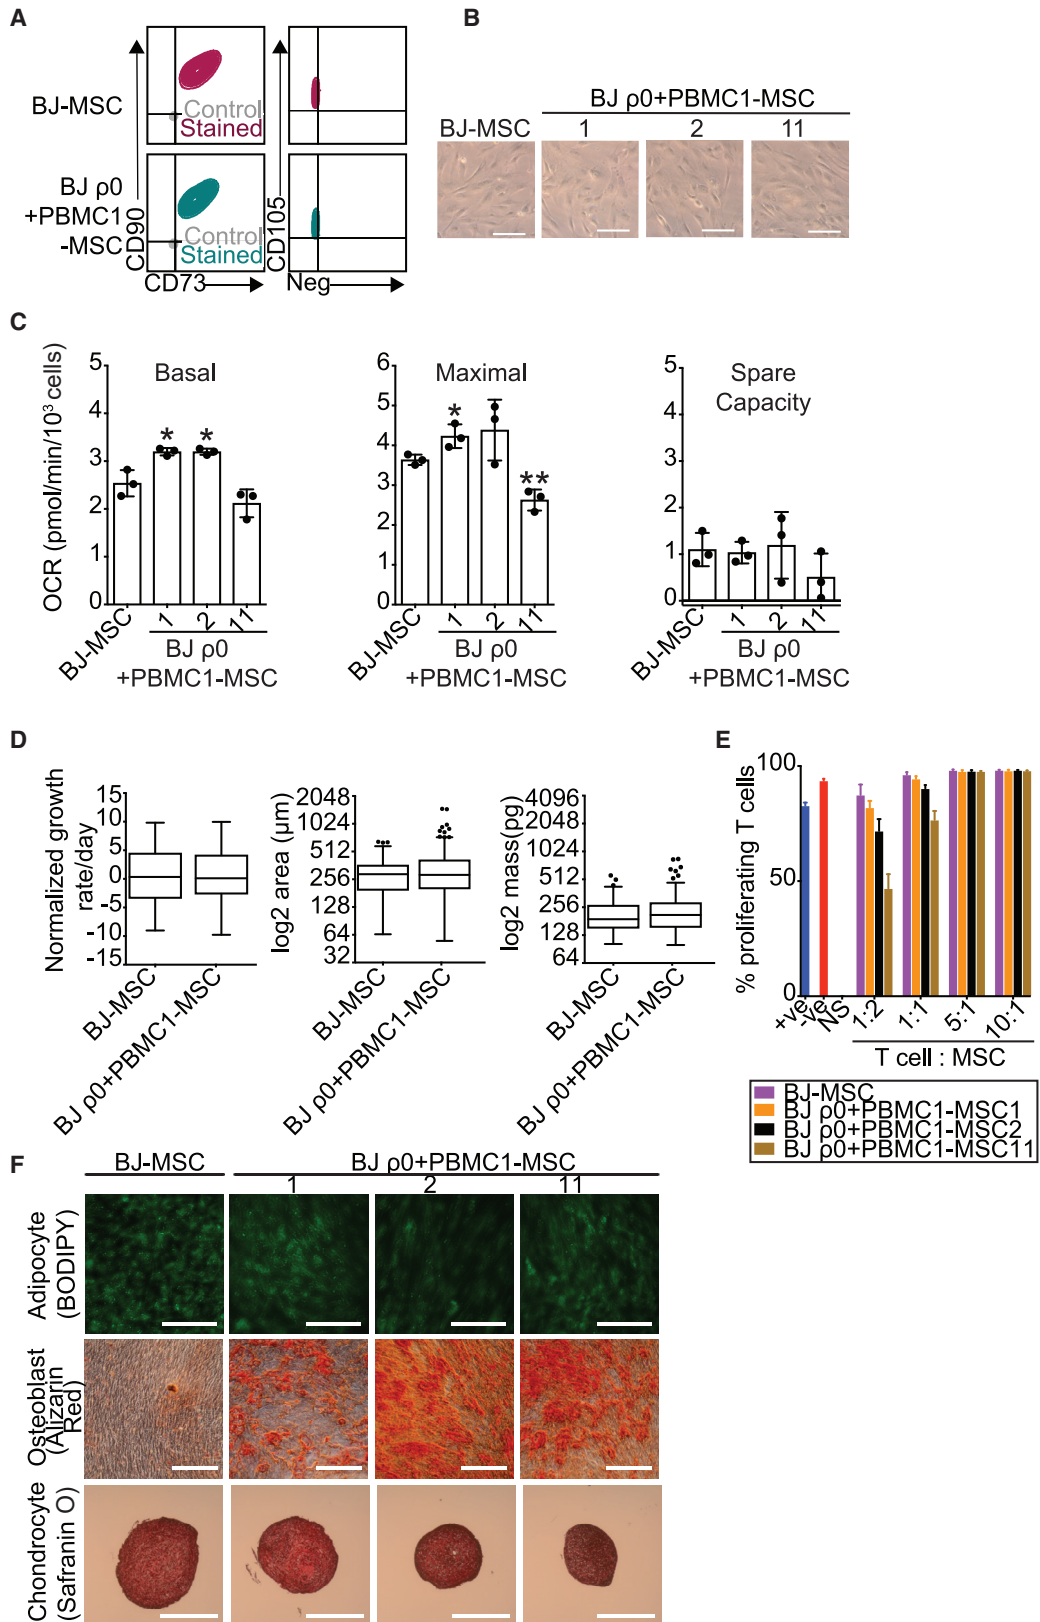 A
BJ-MSC
Control
Stained
BJ ρ0
+PBMC1
-MSC
Control
Stained
CD90
CD73
CD105
Neg
B
BJ ρ0+PBMC1-MSC
BJ-MSC 1 2 11
C
OCR (pmol/min/10³ cells)
Basal
5
4
3
2
1
0
* *
BJ-MSC 1 2 11
BJ ρ0
+PBMC1-MSC
Maximal
6
5
4
3
2
1
0
* **
BJ-MSC 1 2 11
BJ ρ0
+PBMC1-MSC
Spare
Capacity
5
4
3
2
1
0
BJ-MSC 1 2 11
BJ ρ0
+PBMC1-MSC
D
Normalized growth
rate/day
15
10
5
0
-5
-10
-15
BJ-MSC
BJ ρ0+PBMC1-MSC
log2 area (μm)
2048
1024
512
256
128
64
32
BJ-MSC
BJ ρ0+PBMC1-MSC
log2 mass(pg)
4096
2048
1024
512
256
128
64
BJ-MSC
BJ ρ0+PBMC1-MSC
E
% proliferating T cells
100
50
0
+ve -ve NS 1:2 1:1 5:1 10:1
T cell : MSC
BJ-MSC
BJ ρ0+PBMC1-MSC1
BJ ρ0+PBMC1-MSC2
BJ ρ0+PBMC1-MSC11
F
BJ-MSC BJ ρ0+PBMC1-MSC
1 2 11
Adipocyte
(BODIPY)
Osteoblast
(Alizarin
Red)
Chondrocyte
(Safranin O)